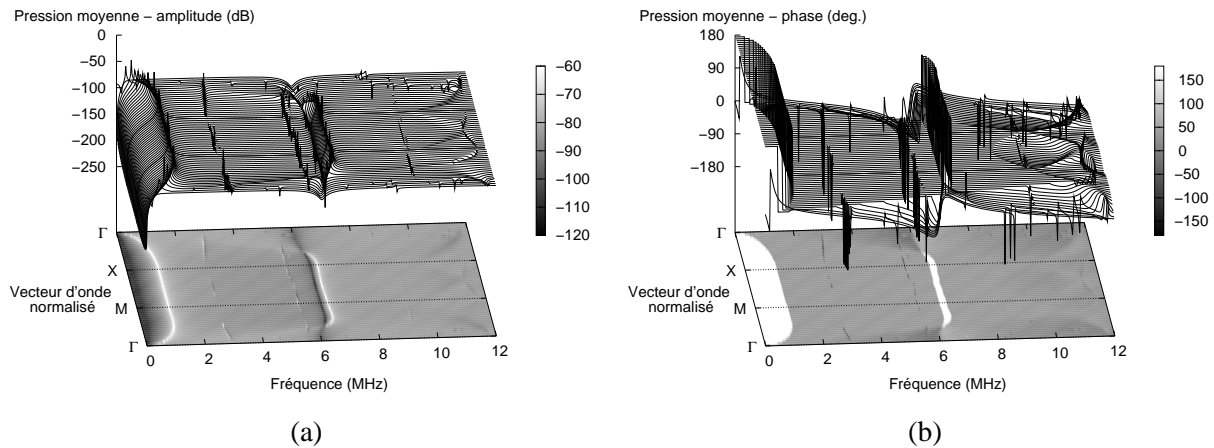 Pression moyenne – amplitude (dB)
0
−50
−100
−150
−200
−250
−60
−70
−80
−90
−100
−110
−120
Γ
X
Vecteur d'onde
normalisé
M
Γ
0
2
4
6
8
10
12
Fréquence (MHz)
(a)
Pression moyenne – phase (deg.)
180
90
0
−90
−180
150
100
50
0
−50
−100
−150
Γ
X
Vecteur d'onde
normalisé
M
Γ
0
2
4
6
8
10
12
Fréquence (MHz)
(b)